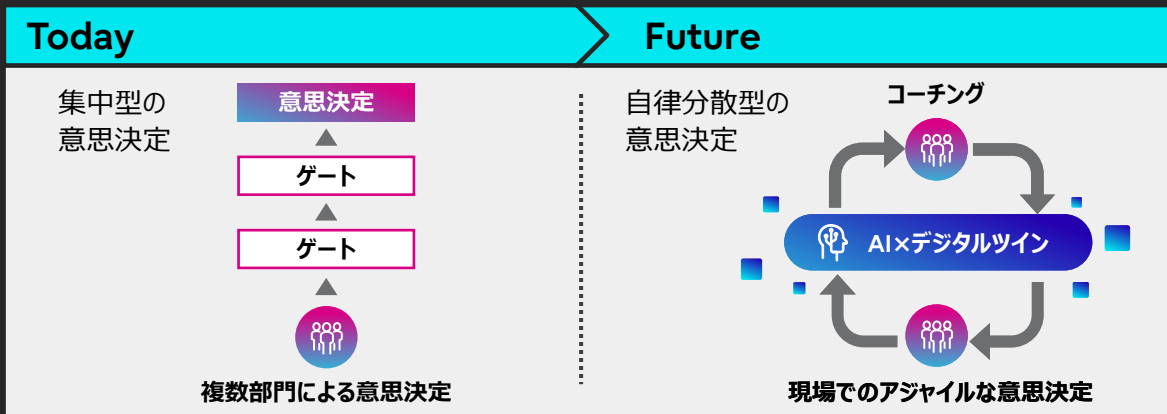 Today
Future
集中型の
意思決定
意思決定
ゲート
ゲート
複数部門による意思決定
自律分散型の
意思決定
コーチング
AI×デジタルツイン
現場でのアジャイルな意思決定